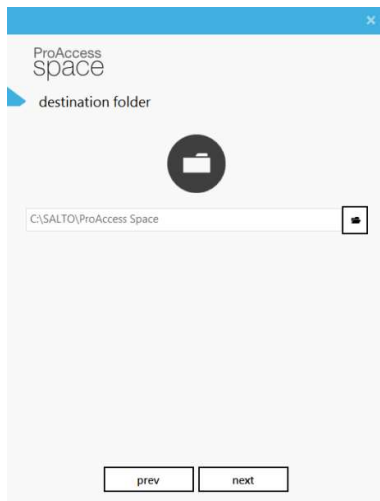 ProAccess
space
destination folder
C:\SALTO\ProAccess Space
prev
next